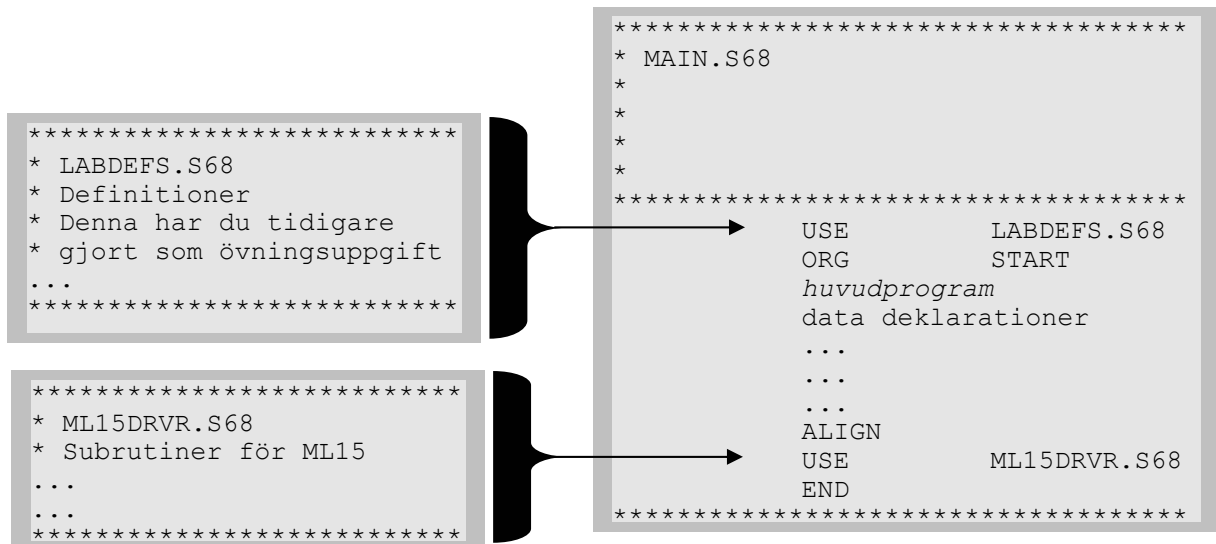 ***************************
* LABDEFS.S68
* Definitioner
* Denna har du tidigare
* gjort som övningsuppgift
...
***************************
***************************
* ML15DRVR.S68
* Subrutiner för ML15
...
...
***************************
************************************
* MAIN.S68
*
*
*
*
************************************
USE LABDEFS.S68
ORG START
huvudprogram
data deklarationer
...
...
...
ALIGN
USE ML15DRVR.S68
END
************************************